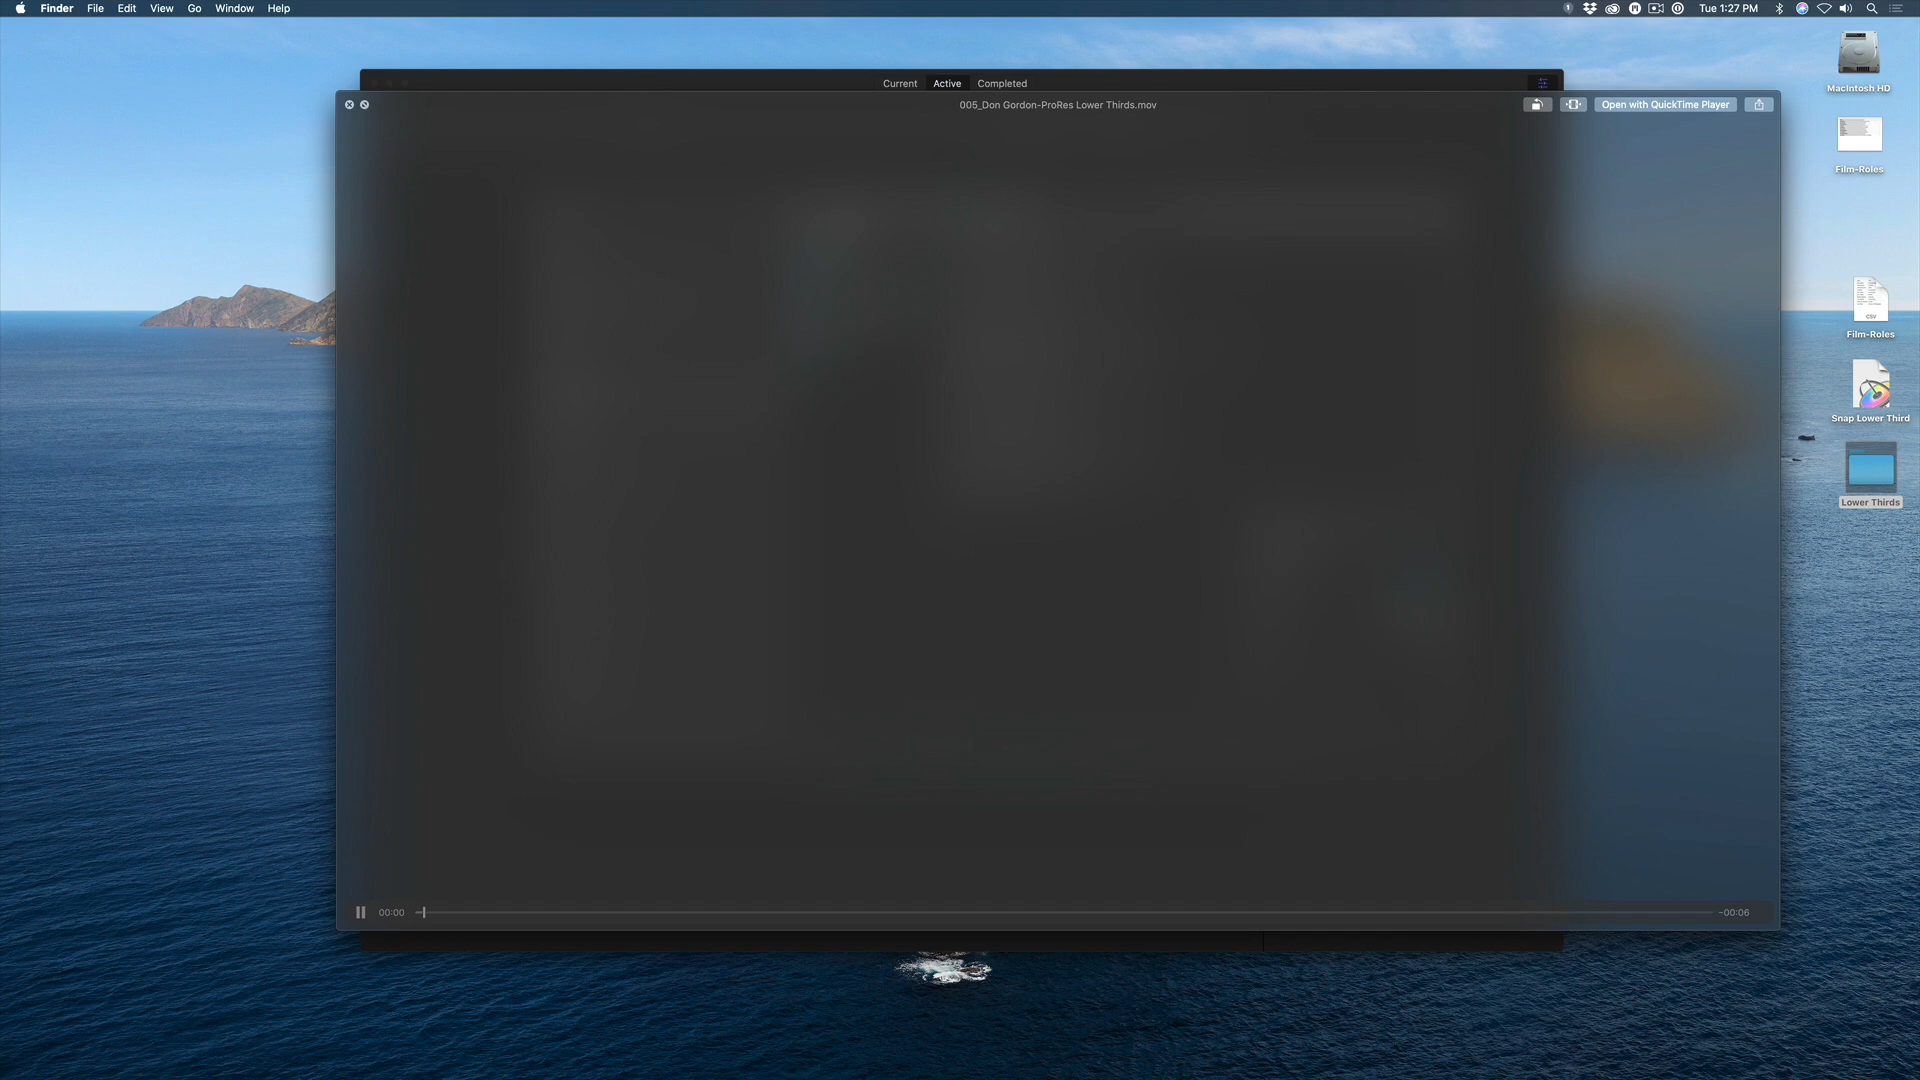 Finder File Edit View Go Window Help
Tue 1:27 PM
Current Active Completed
005_Don Gordon-ProRes Lower Thirds.mov
Open with QuickTime Player
Macintosh HD
Film-Roles
CSV
Film-Roles
Snap Lower Third
Lower Thirds
00:00
-00:06